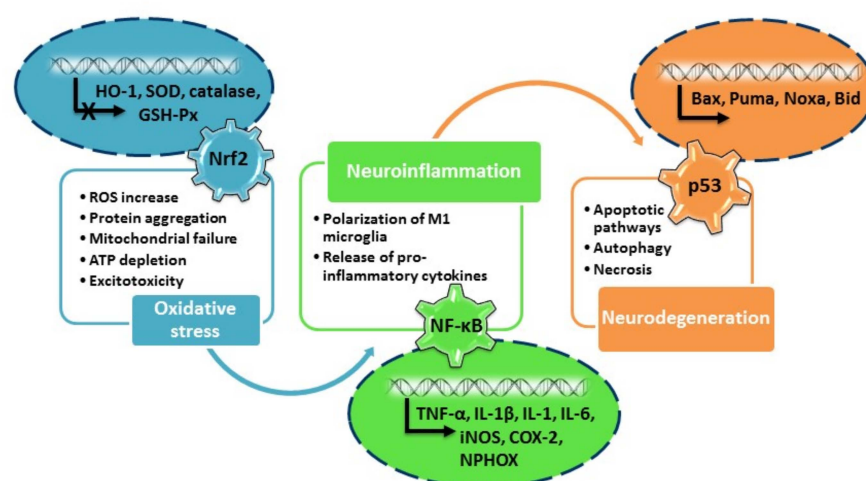 HO-1, SOD, catalase,
GSH-Px
Nrf2
• ROS increase
• Protein aggregation
• Mitochondrial failure
• ATP depletion
• Excitotoxicity
Oxidative
stress
Neuroinflammation
• Polarization of M1
microglia
• Release of pro-
inflammatory cytokines
NF-κB
TNF-α, IL-1β, IL-1, IL-6,
iNOS, COX-2,
NPHOX
Bax, Puma, Noxa, Bid
p53
• Apoptotic
pathways
• Autophagy
• Necrosis
Neurodegeneration